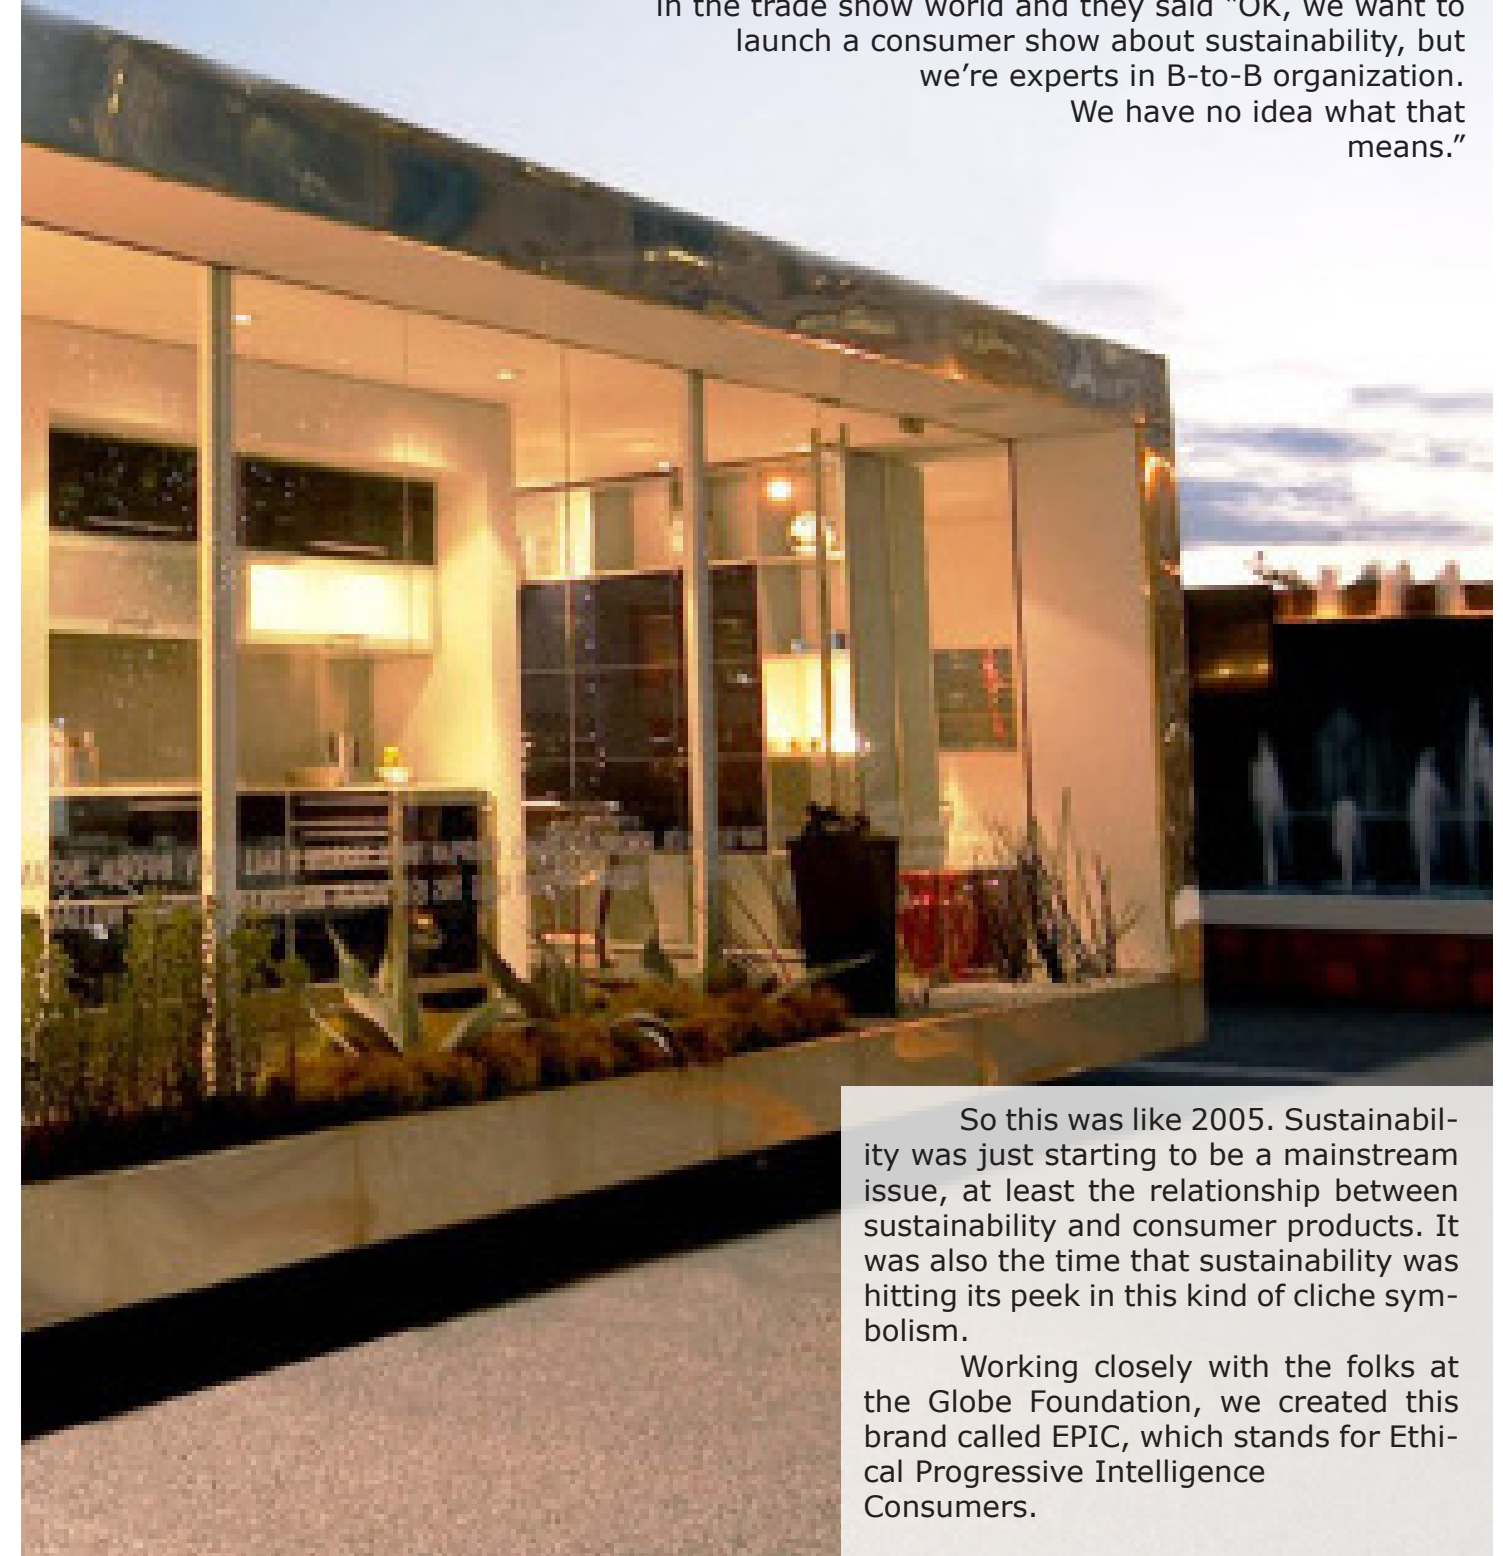 in the trade show world and they said "OK, we want to
launch a consumer show about sustainability, but
we're experts in B-to-B organization.
We have no idea what that
means."
So this was like 2005. Sustainabil-
ity was just starting to be a mainstream
issue, at least the relationship between
sustainability and consumer products. It
was also the time that sustainability was
hitting its peek in this kind of cliche sym-
bolism.
Working closely with the folks at
the Globe Foundation, we created this
brand called EPIC, which stands for Ethi-
cal Progressive Intelligence
Consumers.